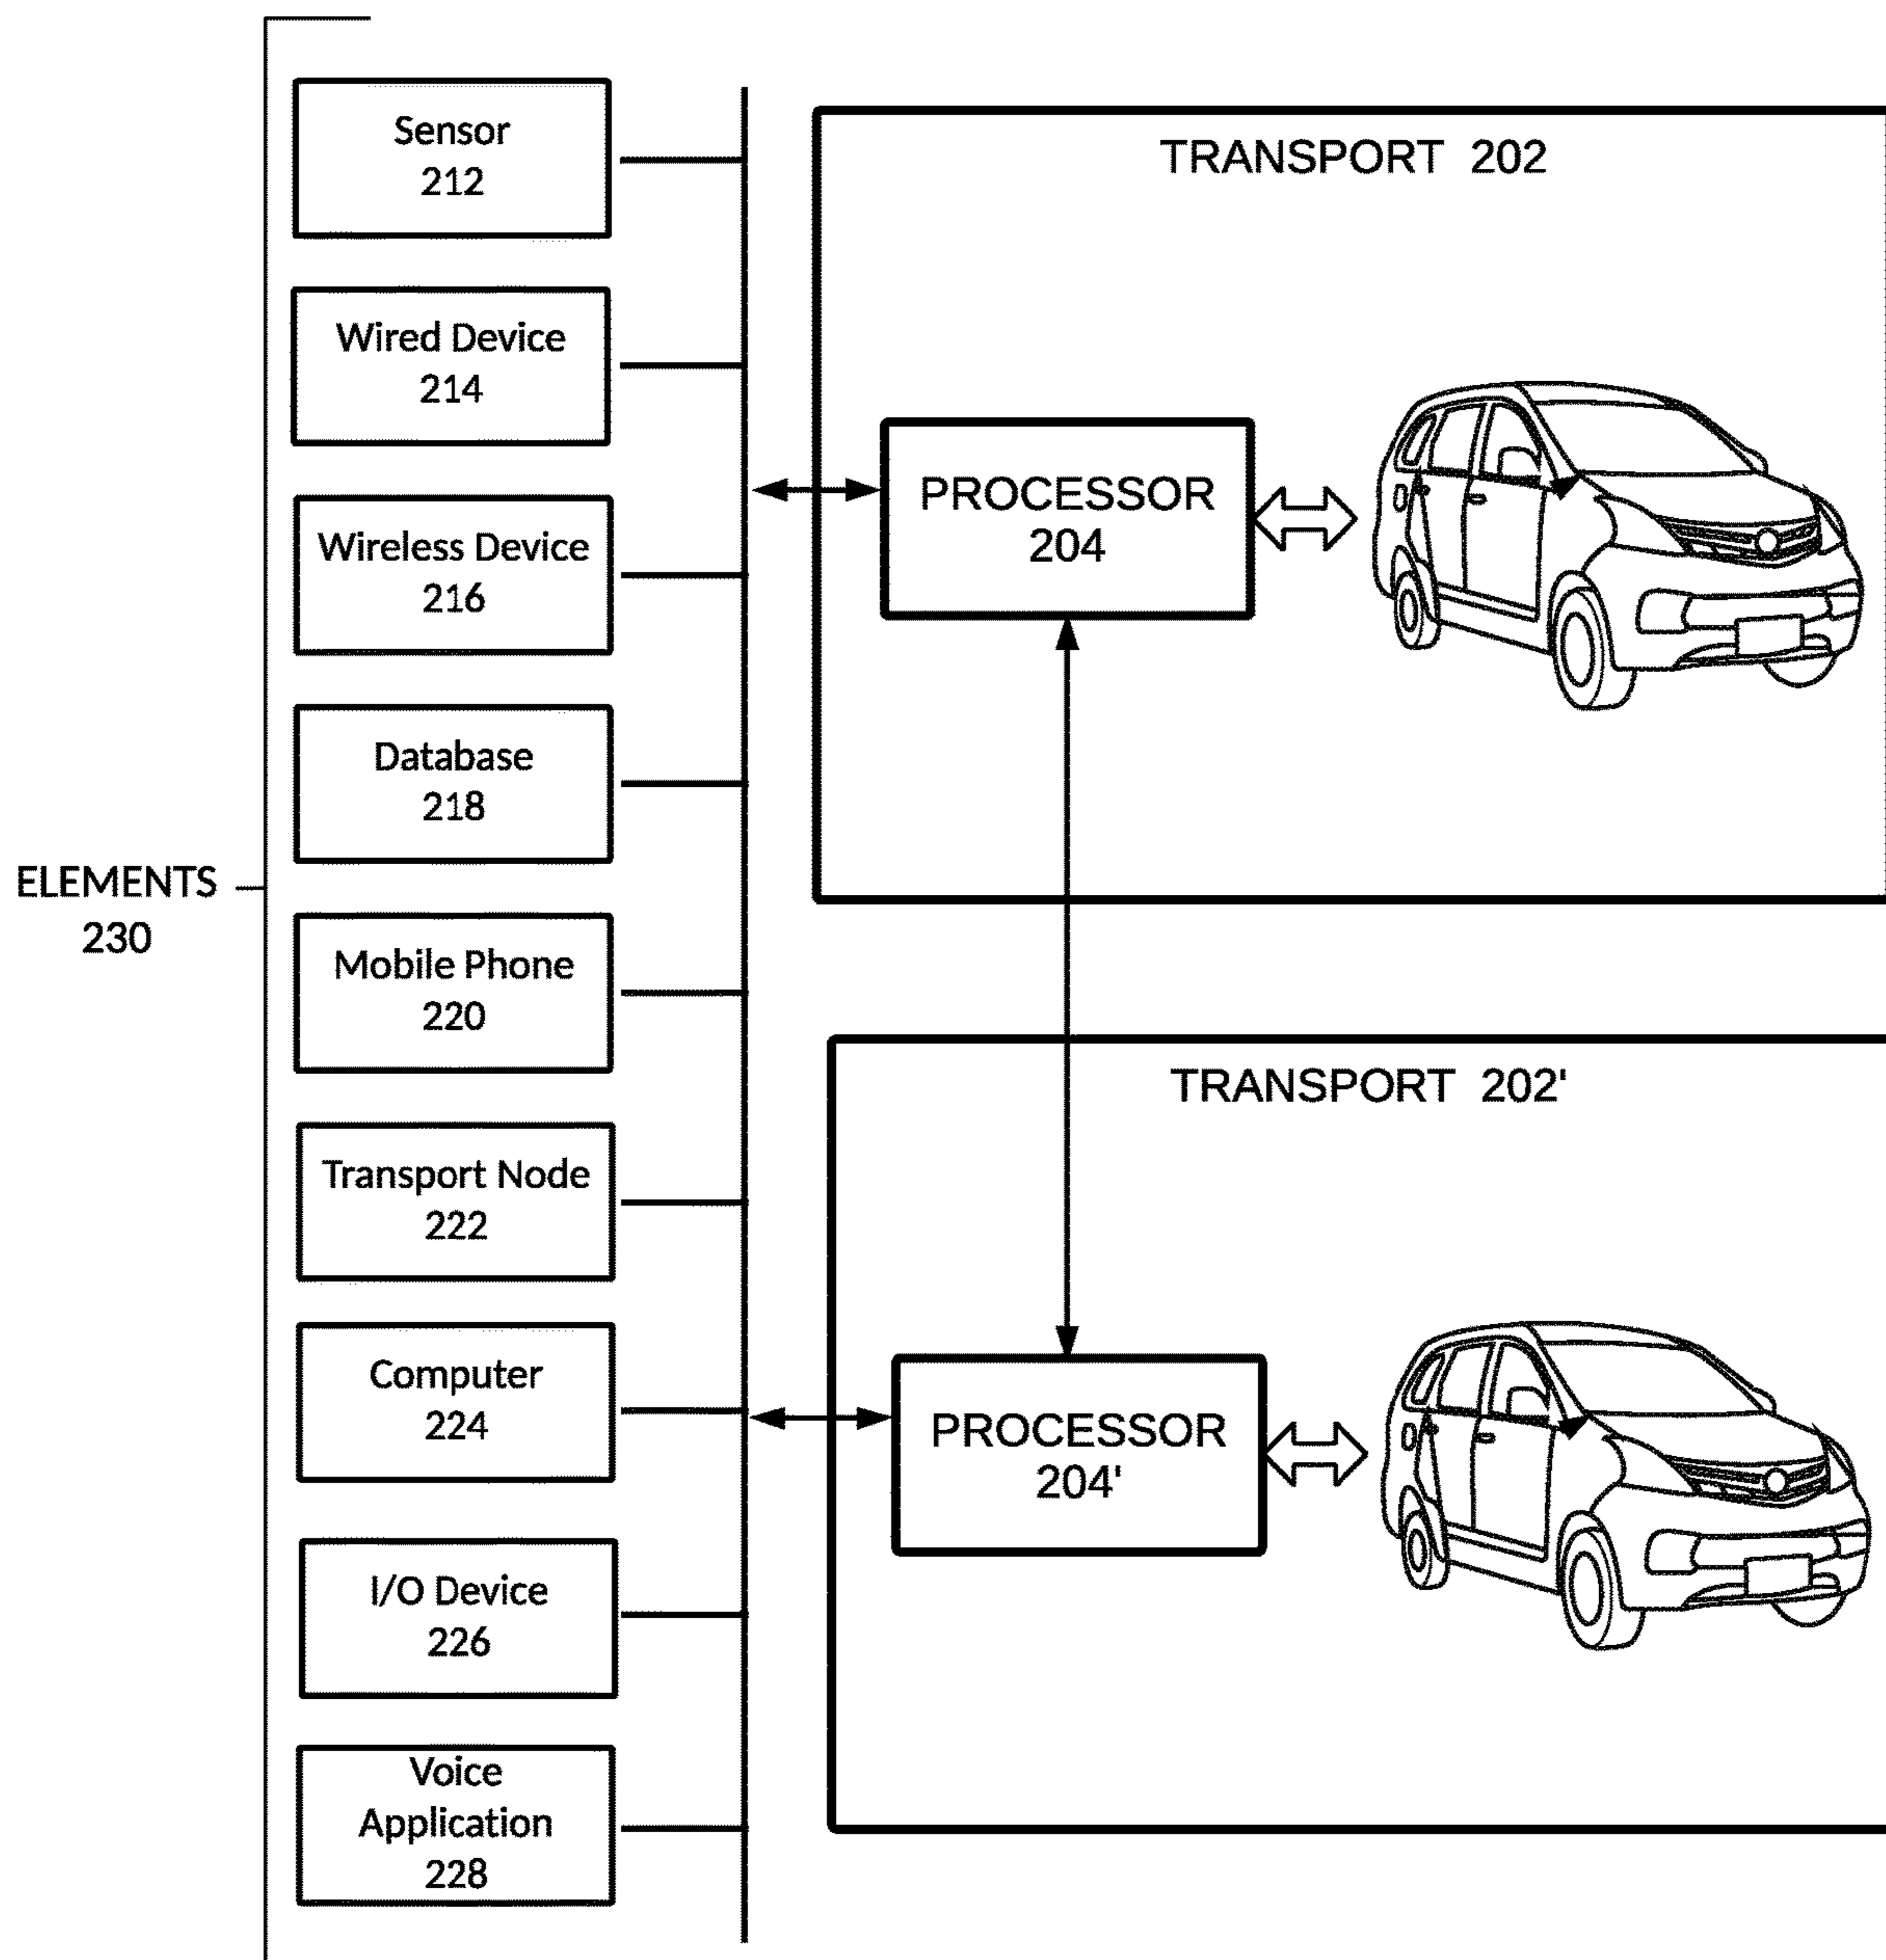 ELEMENTS
230
Sensor
212
Wired Device
214
Wireless Device
216
Database
218
Mobile Phone
220
Transport Node
222
Computer
224
I/O Device
226
Voice
Application
228
TRANSPORT 202
PROCESSOR
204
TRANSPORT 202'
PROCESSOR
204'